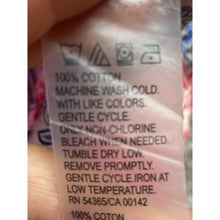 100% COTTON
MACHINE WASH COLD.
WITH LIKE COLORS.
GENTLE CYCLE.
ONLY NON-CHLORINE
BLEACH WHEN NEEDED.
TUMBLE DRY LOW.
REMOVE PROMPTLY.
GENTLE CYCLE.IRON AT
LOW TEMPERATURE.
RN 54365/CA 00142
100% COTTON